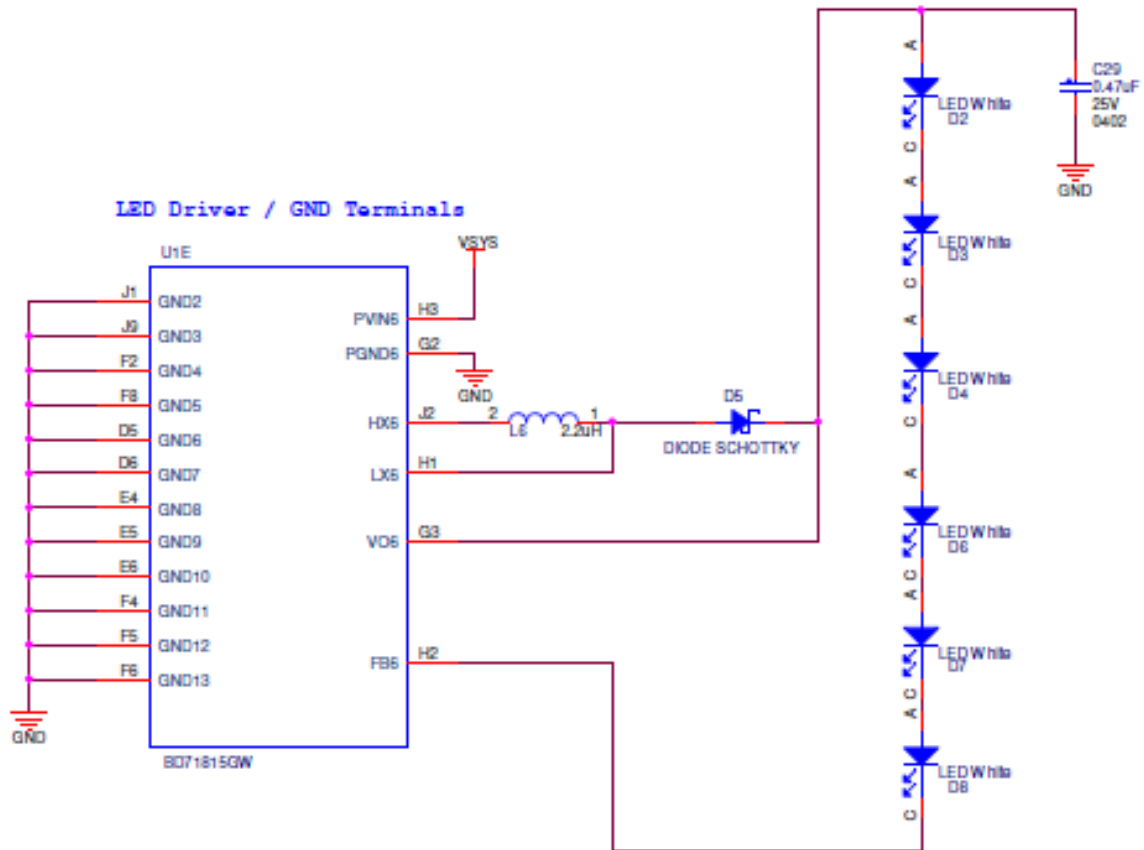 LED Driver / GND Terminals
U1E
VSYS
J1 GND2
J9 GND3
F2 GND4
F8 GND5
D5 GND6
D6 GND7
E4 GND8
E5 GND9
E6 GND10
F4 GND11
F5 GND12
F6 GND13
GND
BD71815GW
PVIN6 H3
PGND6 G2
GND
HX6 J2
2 L6 2.2uH 1
LX6 H1
VO6 G3
FB6 H2
D5
DIODE SCHOTTKY
A
LED White
D2
C
A
LED White
D3
C
A
LED White
D4
C
A
LED White
D6
C
A
LED White
D7
C
A
LED White
D8
C
C29
0.47uF
25V
0402
GND